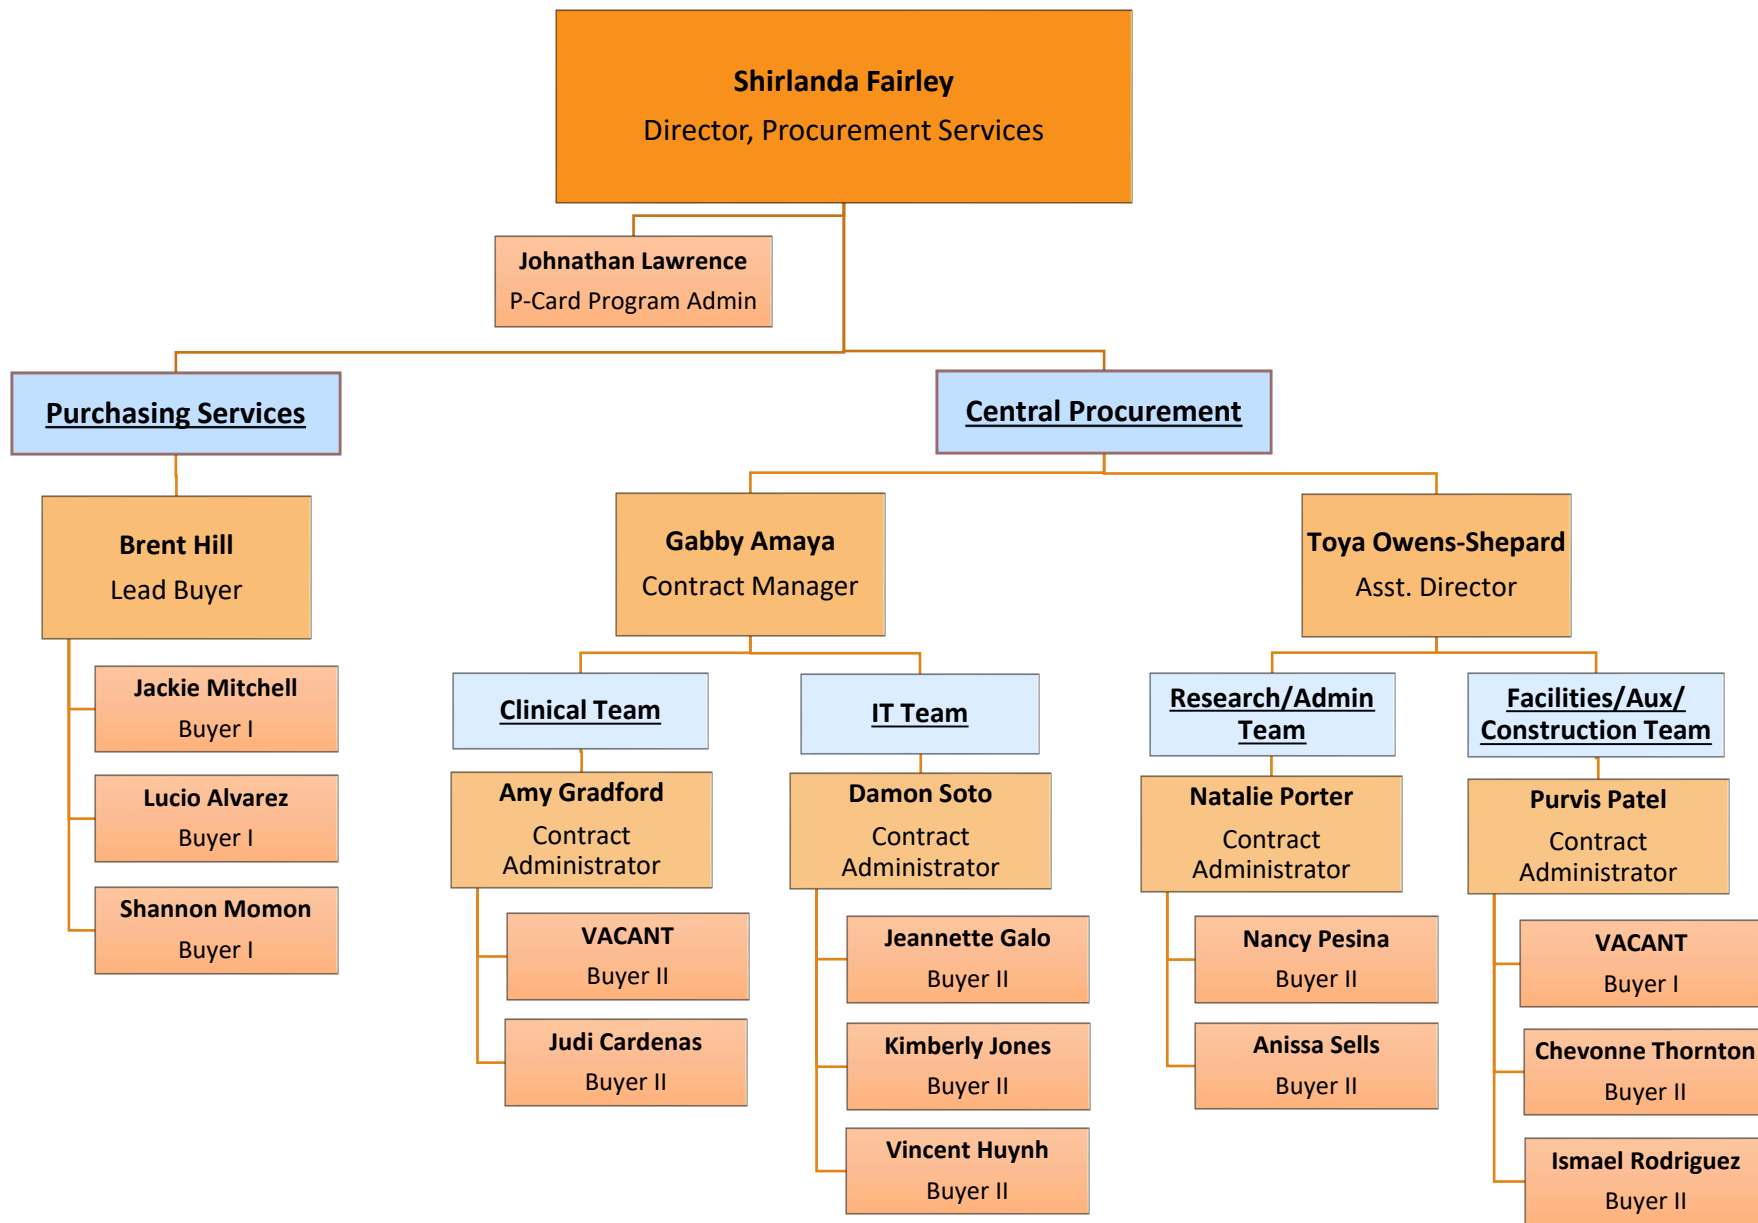 Shirlanda Fairley
Director, Procurement Services
Johnathan Lawrence
P-Card Program Admin
Purchasing Services
Central Procurement
Brent Hill
Lead Buyer
Jackie Mitchell
Buyer I
Lucio Alvarez
Buyer I
Shannon Momon
Buyer I
Gabby Amaya
Contract Manager
Toya Owens-Shepard
Asst. Director
Clinical Team
Amy Gradford
Contract
Administrator
VACANT
Buyer II
Judi Cardenas
Buyer II
IT Team
Damon Soto
Contract
Administrator
Jeannette Galo
Buyer II
Kimberly Jones
Buyer II
Vincent Huynh
Buyer II
Research/Admin
Team
Natalie Porter
Contract
Administrator
Nancy Pesina
Buyer II
Anissa Sells
Buyer II
Facilities/Aux/
Construction Team
Purvis Patel
Contract
Administrator
VACANT
Buyer I
Chevonne Thornton
Buyer II
Ismael Rodriguez
Buyer II